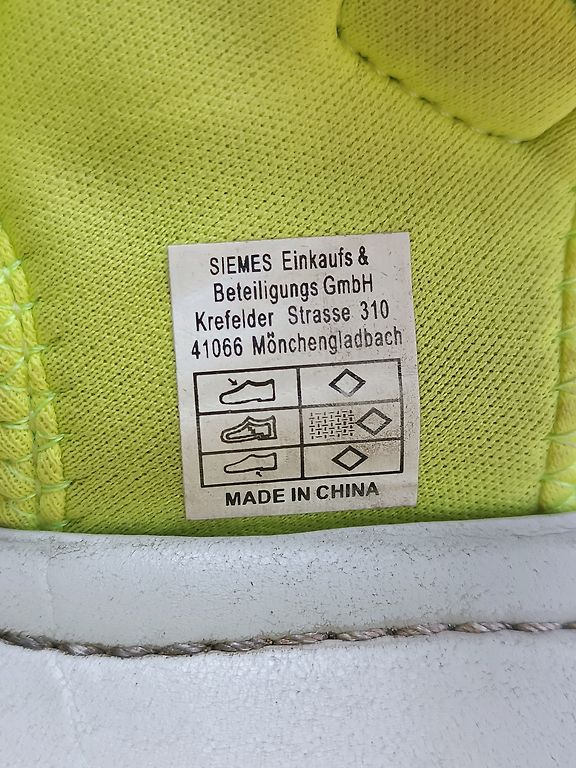 SIEMES Einkaufs &
Beteiligungs GmbH
Krefelder Strasse 310
41066 Mönchengladbach
MADE IN CHINA